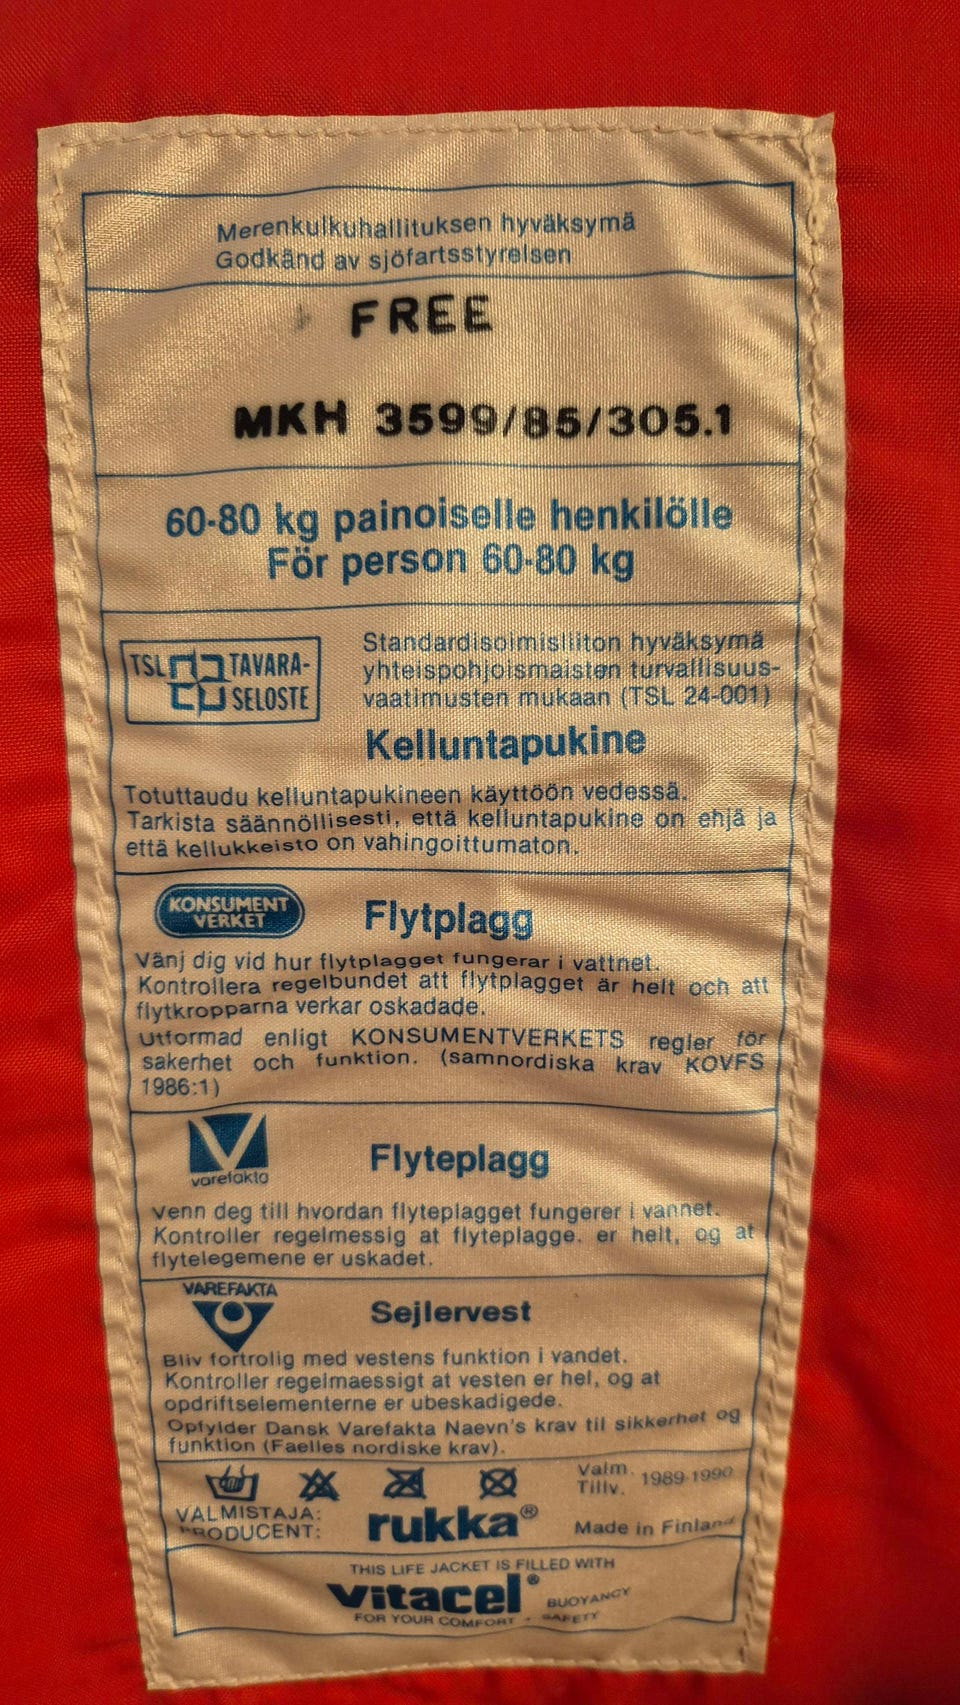 Merenkulkuhallituksen hyväksymä
Godkänd av sjöfartsstyrelsen
FREE
MKH 3599/85/305.1
60-80 kg painoiselle henkilölle
För person 60-80 kg
TSL TAVARA-
SELOSTE
Standardisoimisliiton hyväksymä
yhteispohjoismaisten turvallisuus-
vaatimusten mukaan (TSL 24-001)
Kelluntapukine
Totuttaudu kelluntapukineen käyttöön vedessä.
Tarkista säännöllisesti, että kelluntapukine on ehjä ja
että kellukkeisto on vahingoittumaton.
KONSUMENT
VERKET
Flytplagg
Vänj dig vid hur flytplagget fungerar i vattnet.
Kontrollera regelbundet att flytplagget är helt och att
flytkropparna verkar oskadade.
Utformad enligt KONSUMENTVERKETS regler för
säkerhet och funktion. (samnordiska krav KOVFS
1986:1)
varefakta
Flyteplagg
Venn deg till hvordan flyteplagget fungerer i vannet.
Kontroller regelmessig at flyteplagge. er helt, og at
flytelegemene er uskadet.
VAREFAKTA
Sejlervest
Bliv fortrolig med vestens funktion i vandet.
Kontroller regelmaessigt at vesten er hel, og at
opdriftselementerne er ubeskadigede.
Opfylder Dansk Varefakta Naevn's krav til sikkerhet og
funktion (Faelles nordiske krav).
Valm. 1989-1990
Tillv.
VALMISTAJA:
PRODUCENT:
rukka®
Made in Finland
THIS LIFE JACKET IS FILLED WITH
Vitacel® BUOYANCY
FOR YOUR COMFORT + SAFETY